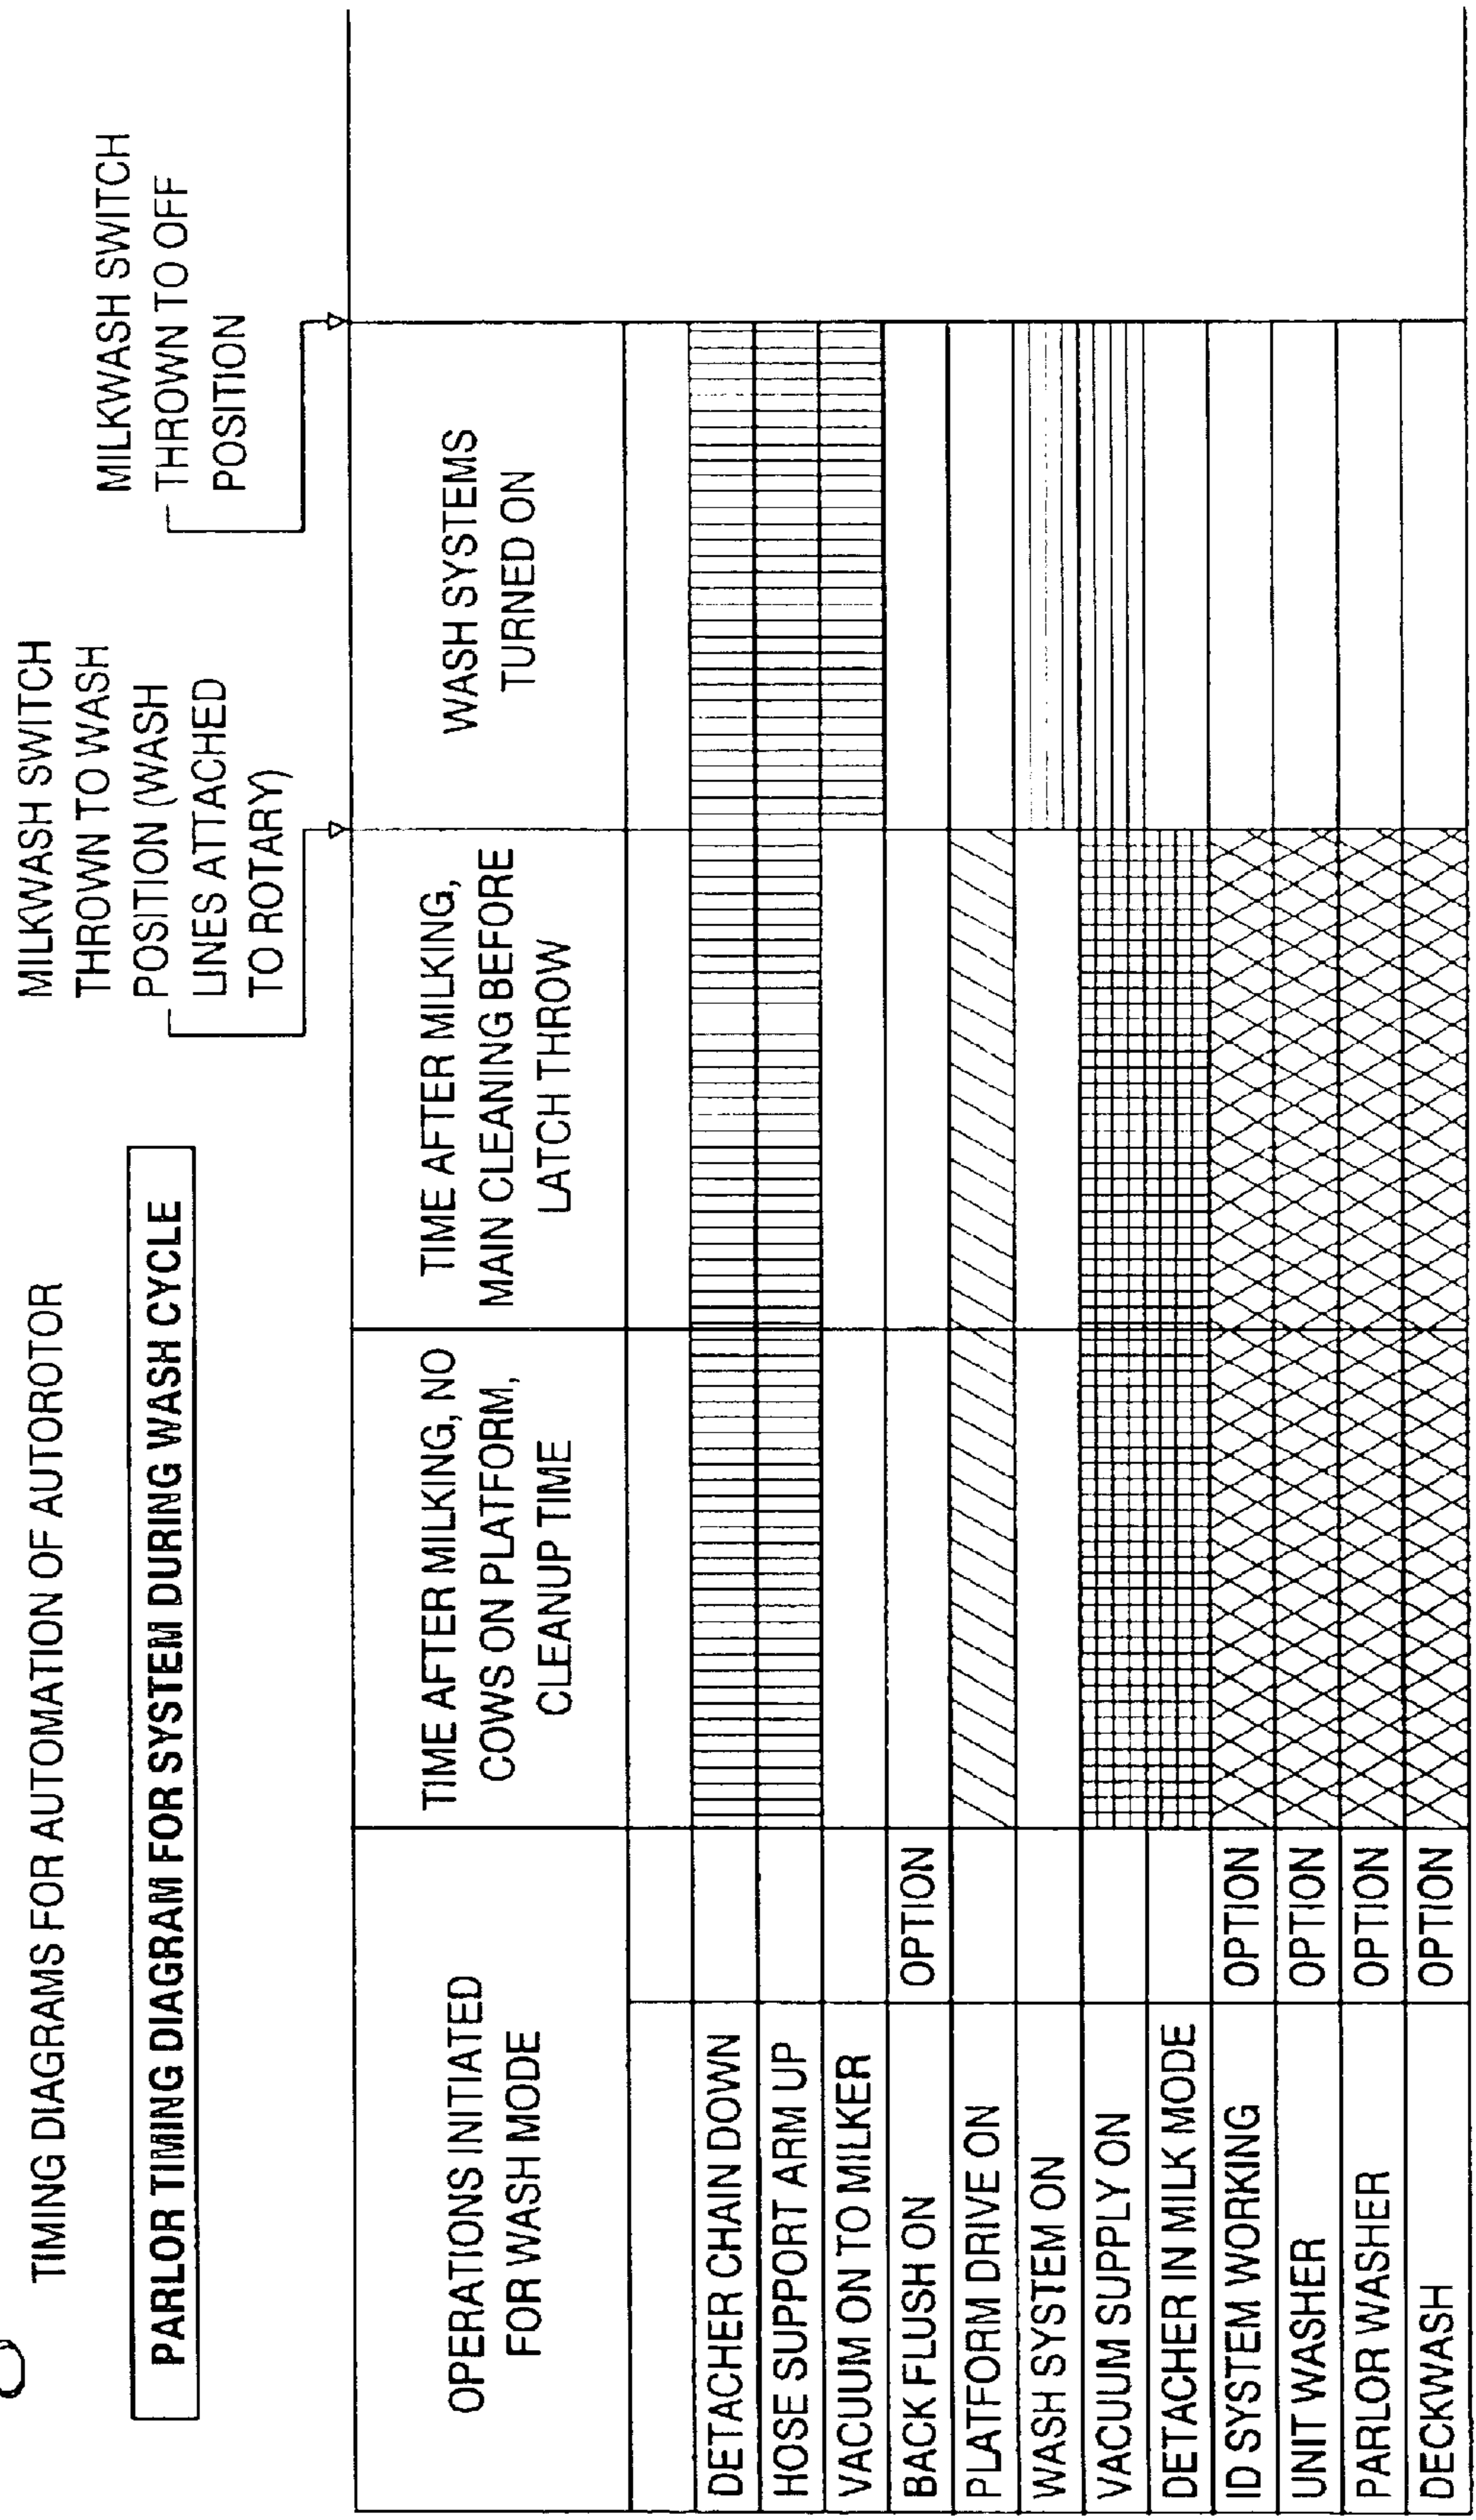 TIMING DIAGRAMS FOR AUTOMATION OF AUTOROTOR
PARLOR TIMING DIAGRAM FOR SYSTEM DURING WASH CYCLE
MILKWASH SWITCH
THROWN TO WASH
POSITION (WASH
LINES ATTACHED
TO ROTARY)
MILKWASH SWITCH
THROWN TO OFF
POSITION
OPERATIONS INITIATED
FOR WASH MODE
TIME AFTER MILKING, NO
COWS ON PLATFORM,
CLEANUP TIME
TIME AFTER MILKING,
MAIN CLEANING BEFORE
LATCH THROW
WASH SYSTEMS
TURNED ON
DETACHER CHAIN DOWN
HOSE SUPPORT ARM UP
VACUUM ON TO MILKER
BACK FLUSH ON OPTION
PLATFORM DRIVE ON
WASH SYSTEM ON
VACUUM SUPPLY ON
DETACHER IN MILK MODE
ID SYSTEM WORKING OPTION
UNIT WASHER OPTION
PARLOR WASHER OPTION
DECKWASH OPTION